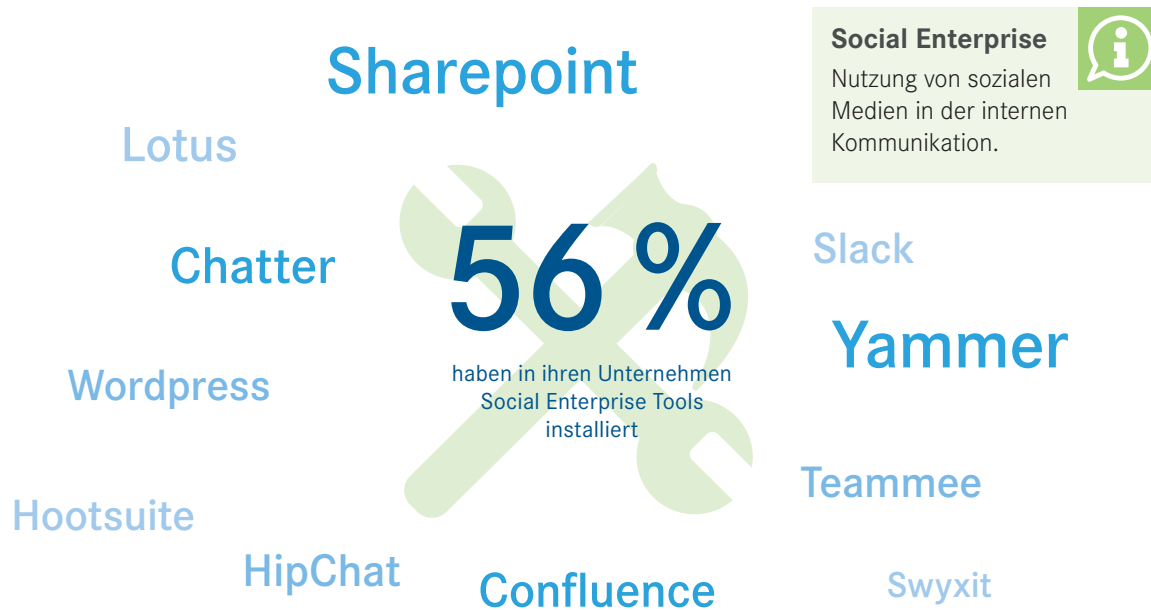 Sharepoint
Social Enterprise
Nutzung von sozialen
Medien in der internen
Kommunikation.
Lotus
Chatter
56 %
haben in ihren Unternehmen
Social Enterprise Tools
installiert
Slack
Yammer
Wordpress
Teammee
Hootsuite
HipChat
Confluence
Swyxit